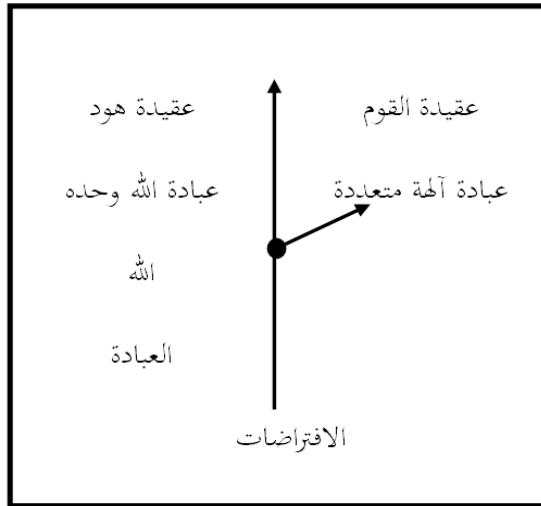 عقيدة القوم
عقيدة هود
عبادة آلهة متعددة
عبادة الله وحده
الله
العبادة
الافتراضات